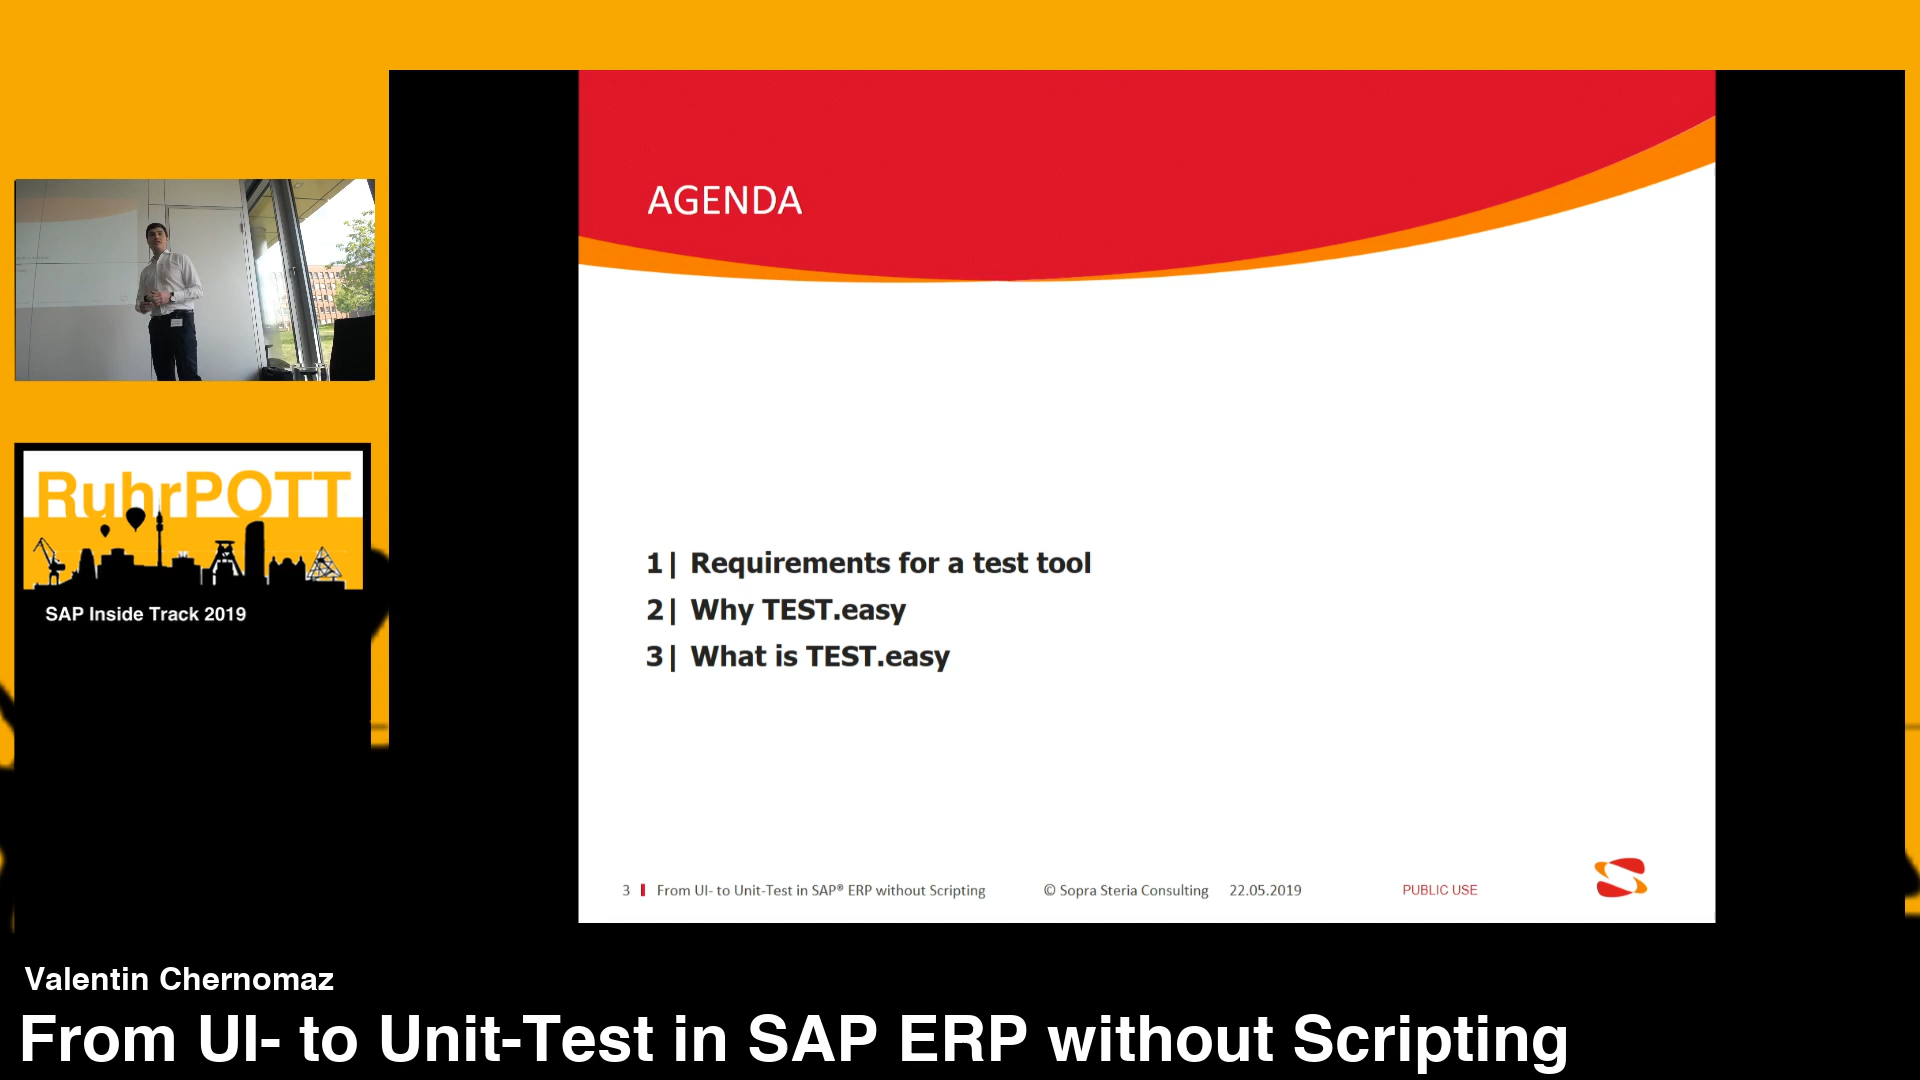 AGENDA
1| Requirements for a test tool
2| Why TEST.easy
3| What is TEST.easy
3 From UI- to Unit-Test in SAP® ERP without Scripting © Sopra Steria Consulting 22.05.2019 PUBLIC USE
RuhrPOTT
SAP Inside Track 2019
Valentin Chernomaz
From UI- to Unit-Test in SAP ERP without Scripting